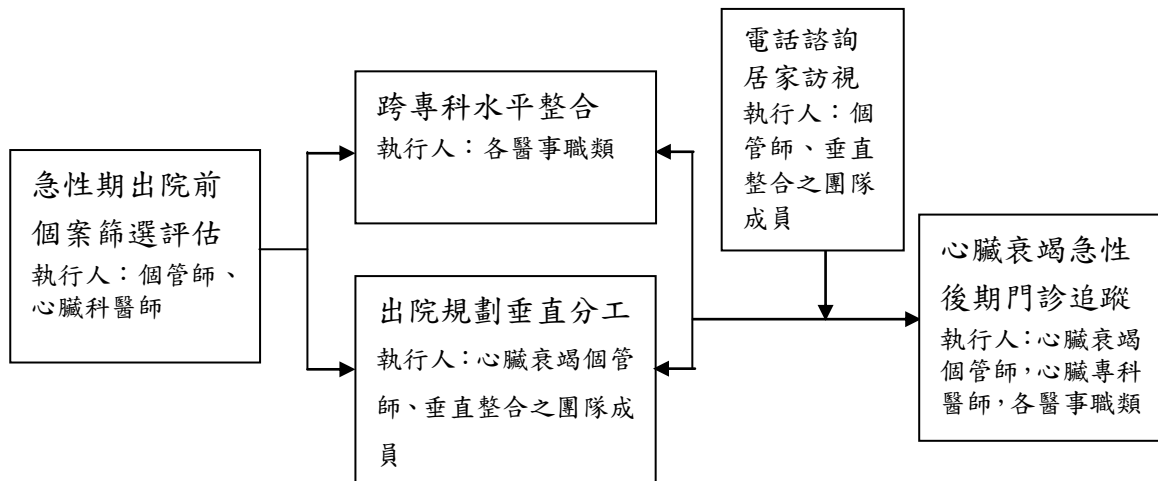 急性期出院前
個案篩選評估
執行人：個管師、
心臟科醫師
跨專科水平整合
執行人：各醫事職類
出院規劃垂直分工
執行人：心臟衰竭個管
師、垂直整合之團隊成
員
電話諮詢
居家訪視
執行人：個
管師、垂直
整合之團隊
成員
心臟衰竭急性
後期門診追蹤
執行人：心臟衰竭
個管師，心臟專科
醫師，各醫事職類